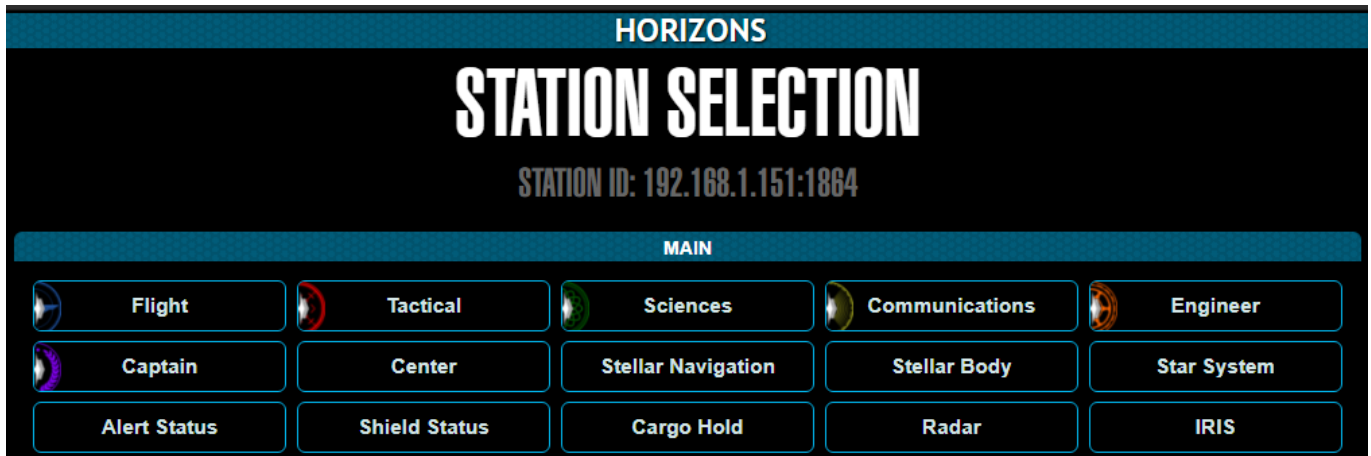 HORIZONS
STATION SELECTION
STATION ID: 192.168.1.151:1864
MAIN
Flight Tactical Sciences Communications Engineer
Captain Center Stellar Navigation Stellar Body Star System
Alert Status Shield Status Cargo Hold Radar IRIS